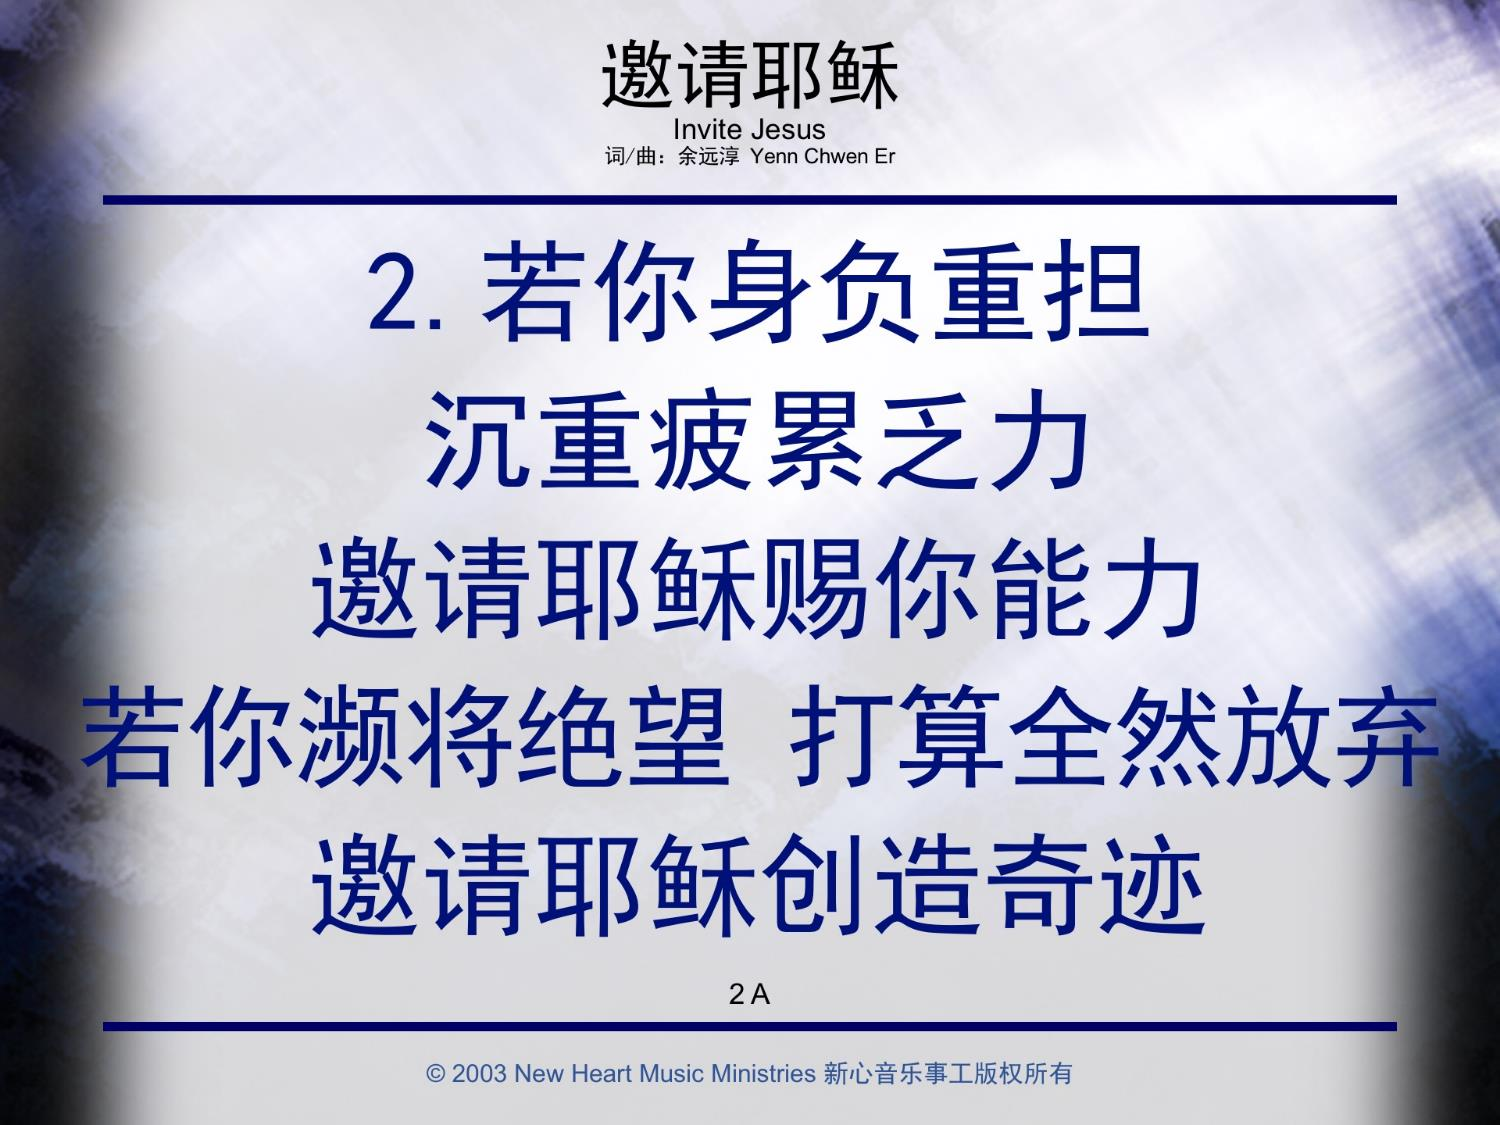 邀请耶稣
Invite Jesus
词/曲：余远淳 Yenn Chwen Er
2.若你身负重担
沉重疲累乏力
邀请耶稣赐你能力
若你濒将绝望 打算全然放弃
邀请耶稣创造奇迹
2 A
© 2003 New Heart Music Ministries 新心音乐事工版权所有